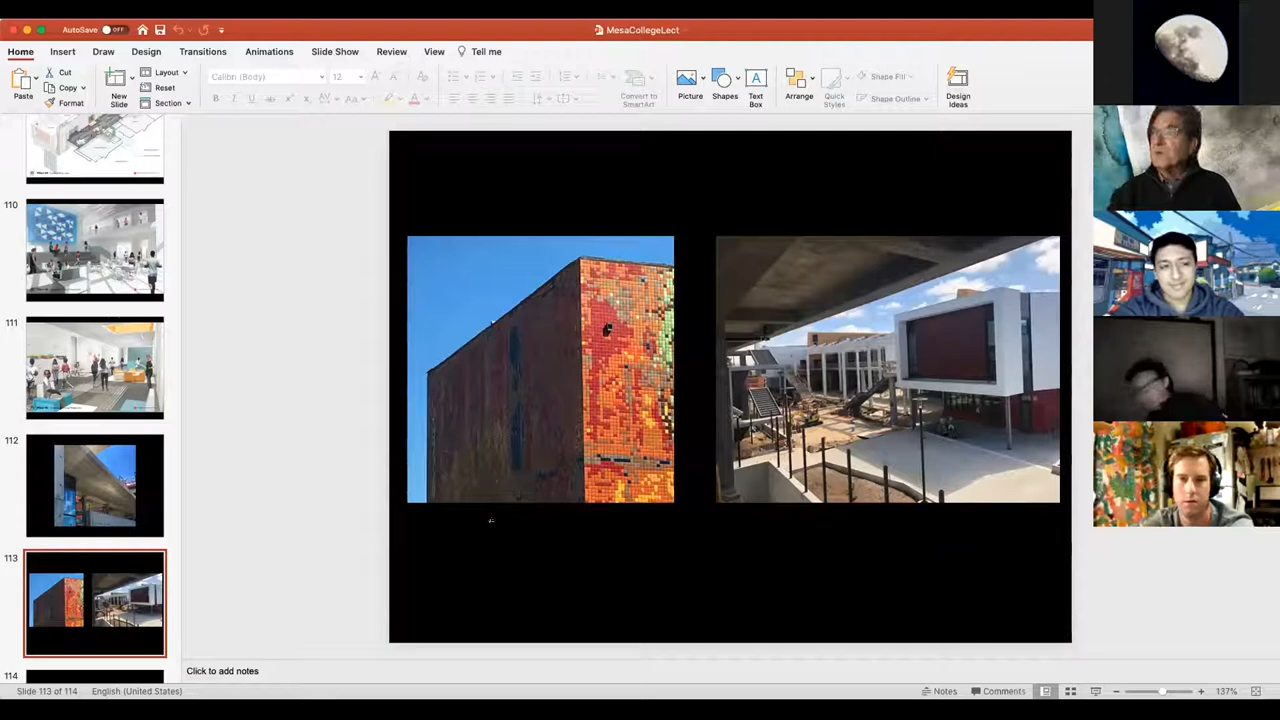 AutoSave OFF
MesaCollegeLect
Home Insert Draw Design Transitions Animations Slide Show Review View Tell me
Paste
Cut
Copy
Format
New
Slide
Layout
Reset
Section
Calibri (Body) 12
B I U ab
Convert to
SmartArt
Picture
Shapes
Text
Box
Arrange
Quick
Styles
Shape Fill
Shape Outline
Design
Ideas
110
111
112
113
114
Click to add notes
Slide 113 of 114 English (United States)
Notes Comments 137%